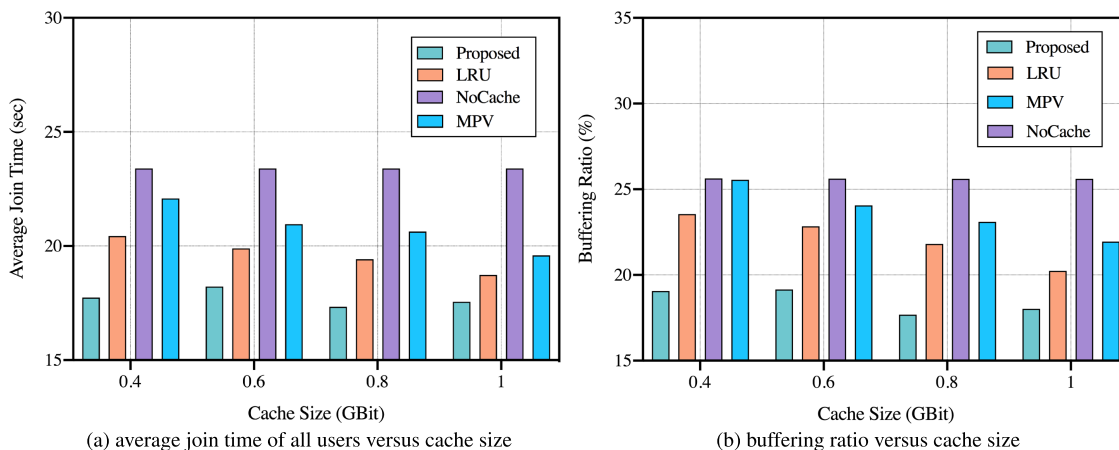 30
25
20
15
Average Join Time (sec)
Proposed
LRU
NoCache
MPV
0.4 0.6 0.8 1
Cache Size (GBit)
(a) average join time of all users versus cache size
35
30
25
20
15
Buffering Ratio (%)
Proposed
LRU
MPV
NoCache
0.4 0.6 0.8 1
Cache Size (GBit)
(b) buffering ratio versus cache size